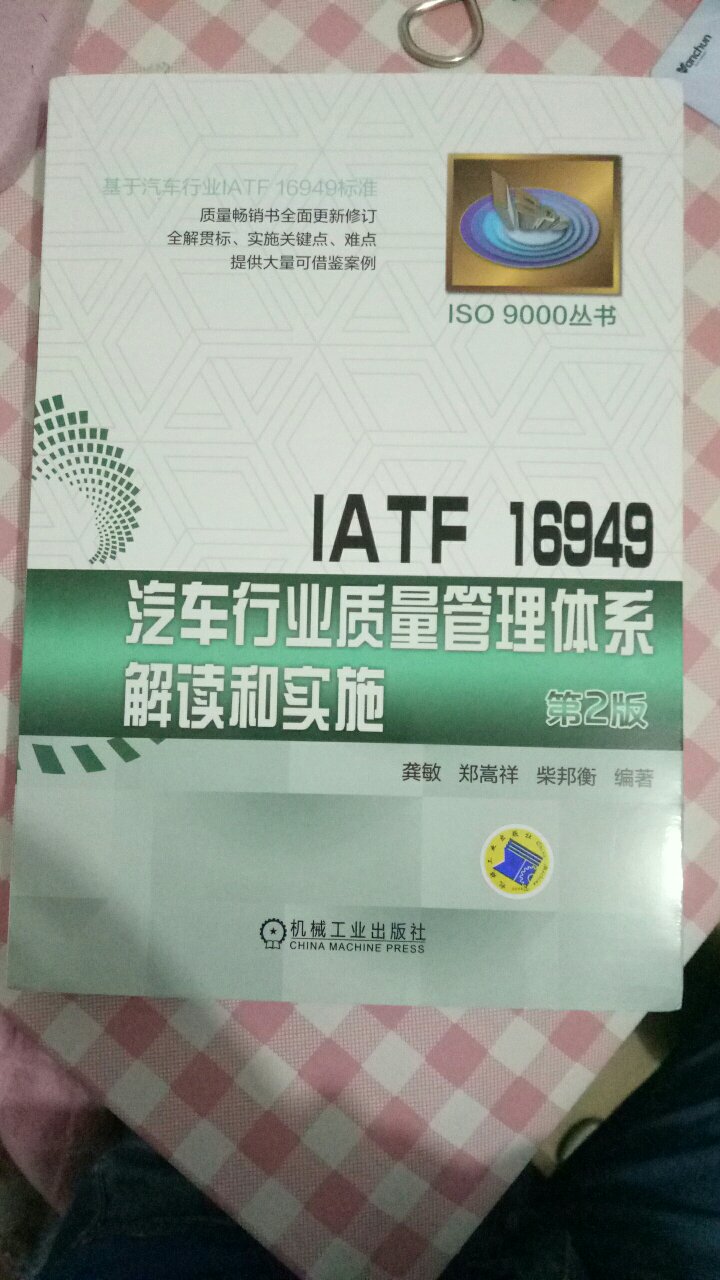 Vanchun
基于汽车行业IATF 16949标准
质量畅销书全面更新修订
全解贯标、实施关键点、难点
提供大量可借鉴案例
ISO 9000丛书
IATF 16949
汽车行业质量管理体系
解读和实施
第2版
龚敏 郑嵩祥 柴邦衡 编著
机械工业出版社
CHINA MACHINE PRESS